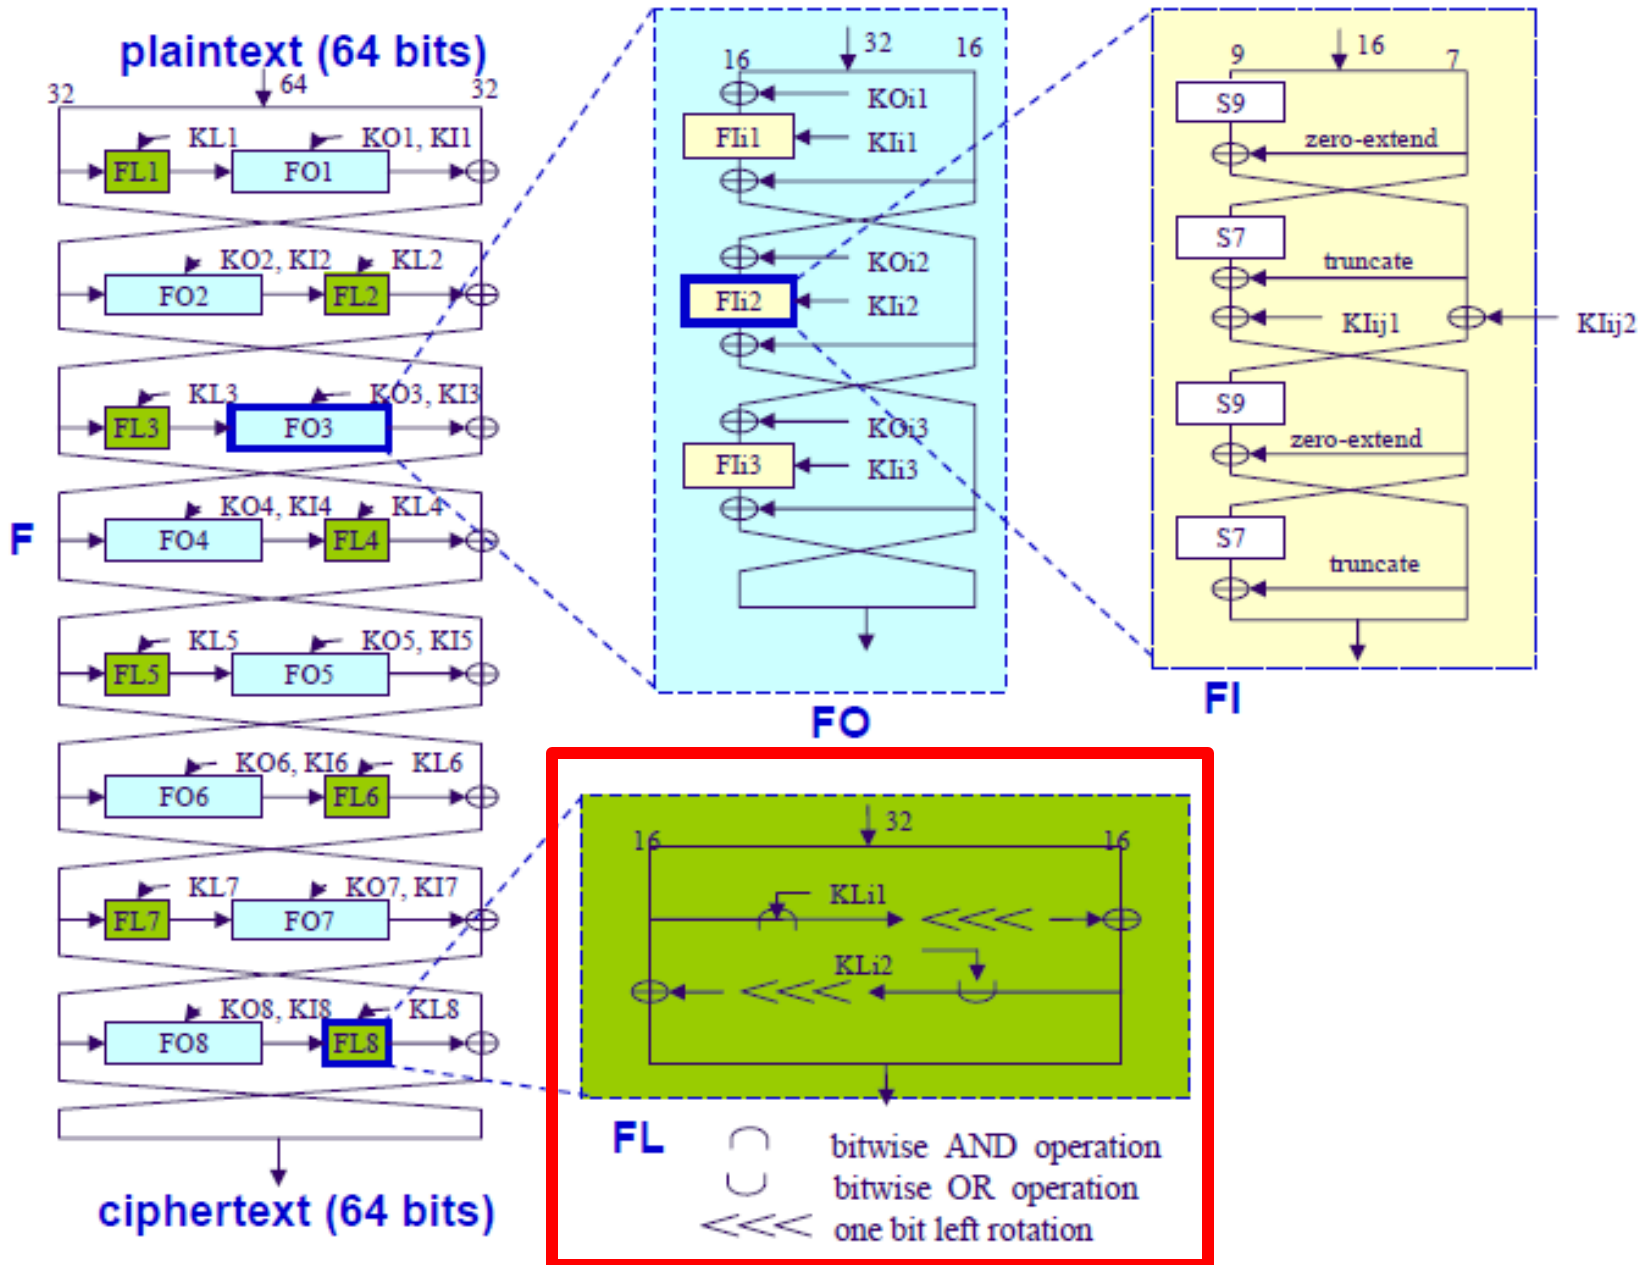 plaintext (64 bits)
32
64
32
KL1
KO1, KI1
FL1
FO1
KO2, KI2
KL2
FO2
FL2
KL3
KO3, KI3
FL3
FO3
KO4, KI4
KL4
F
FO4
FL4
KL5
KO5, KI5
FL5
FO5
KO6, KI6
KL6
FO6
FL6
KL7
KO7, KI7
FL7
FO7
KO8, KI8
KL8
FO8
FL8
ciphertext (64 bits)
16
32
16
KOi1
FIi1
KIi1
KOi2
FIi2
KIi2
KOi3
FIi3
KIi3
FO
9
16
7
S9
zero-extend
S7
truncate
KIij1
KIij2
S9
zero-extend
S7
truncate
FI
32
16
16
KLi1
KLi2
FL
bitwise AND operation
bitwise OR operation
one bit left rotation